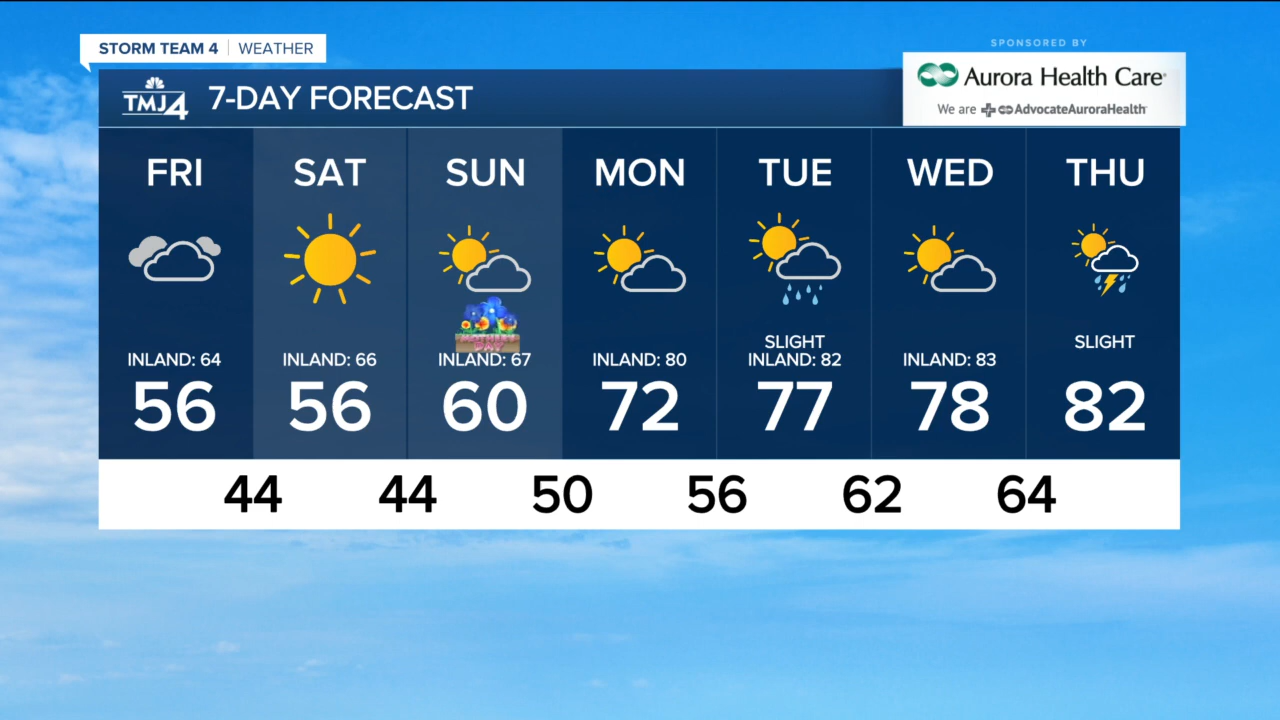 STORM TEAM 4 | WEATHER
SPONSORED BY
Aurora Health Care®
We are AdvocateAuroraHealth
TMJ4 7-DAY FORECAST
FRI SAT SUN MON TUE WED THU
MOTHER'S
DAY
SLIGHT SLIGHT
INLAND: 64 INLAND: 66 INLAND: 67 INLAND: 80 INLAND: 82 INLAND: 83
56 56 60 72 77 78 82
44 44 50 56 62 64